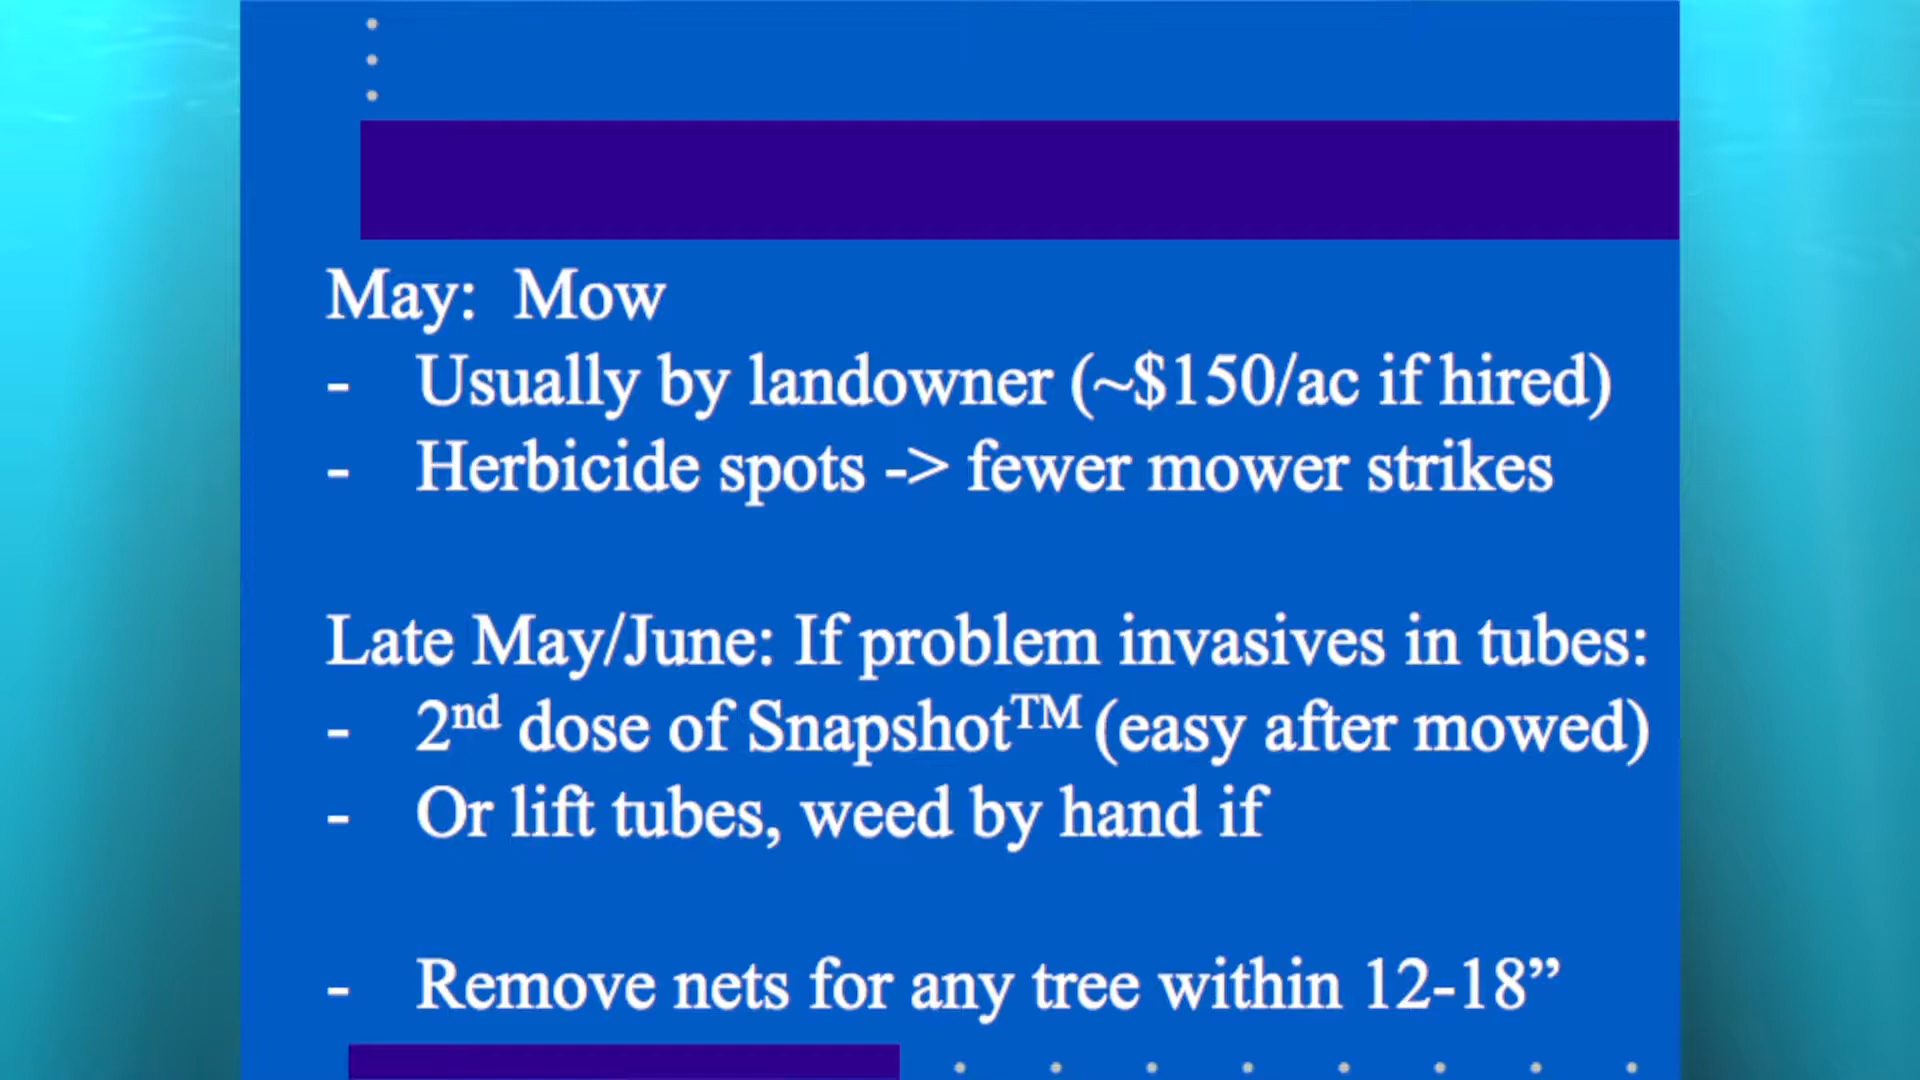 May:  Mow
- Usually by landowner (~$150/ac if hired)
- Herbicide spots -> fewer mower strikes
Late May/June: If problem invasives in tubes:
- 2nd dose of Snapshot™ (easy after mowed)
- Or lift tubes, weed by hand if
- Remove nets for any tree within 12-18”